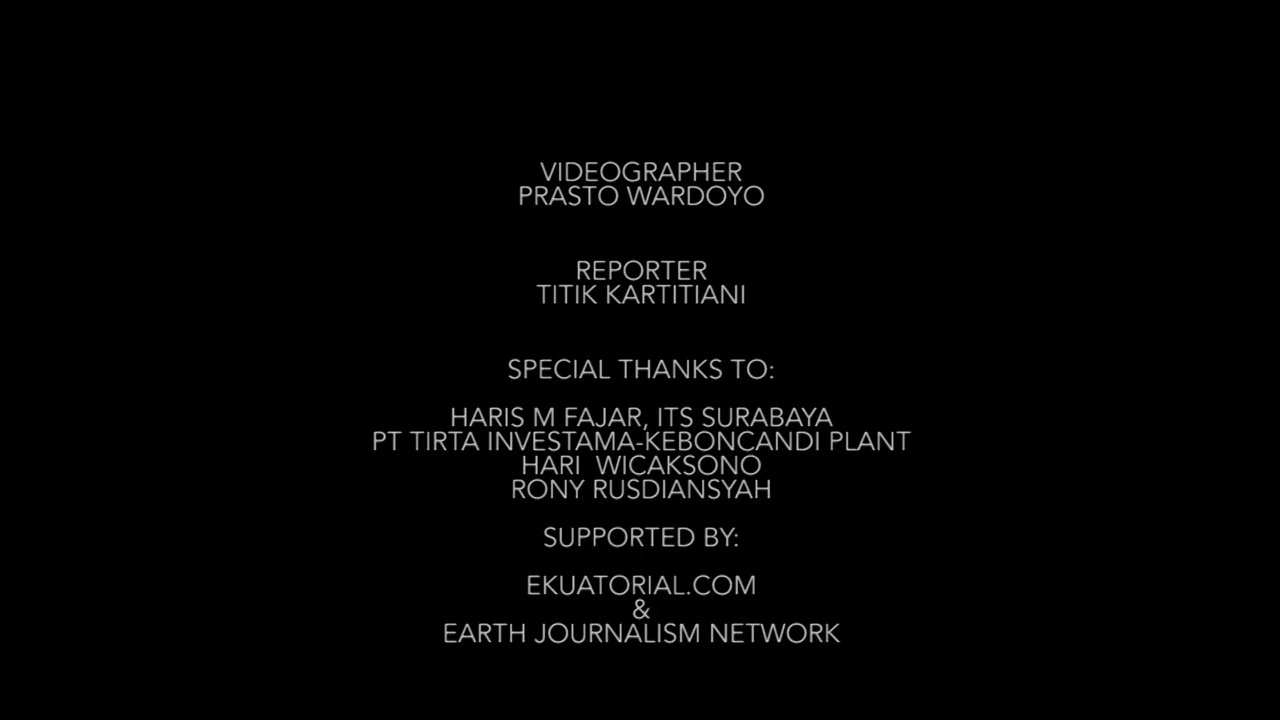 VIDEOGRAPHER
PRASTO WARDOYO
REPORTER
TITIK KARTITIANI
SPECIAL THANKS TO:
HARIS M FAJAR, ITS SURABAYA
PT TIRTA INVESTAMA-KEBONCANDI PLANT
HARI  WICAKSONO
RONY RUSDIANSYAH
SUPPORTED BY:
EKUATORIAL.COM
&
EARTH JOURNALISM NETWORK